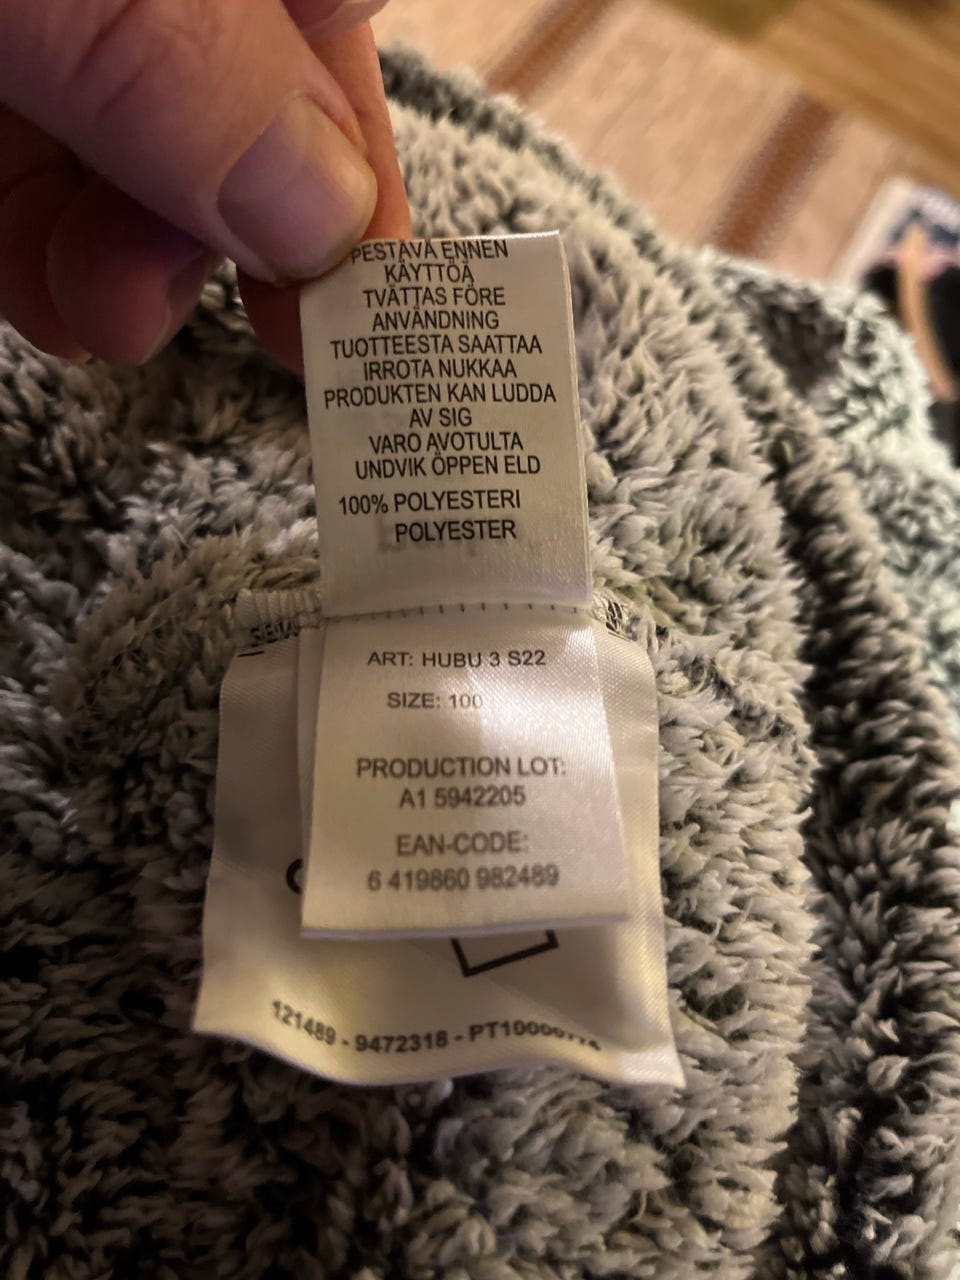 PESTÄVÄ ENNEN
KÄYTTÖÄ
TVÄTTAS FÖRE
ANVÄNDNING
TUOTTEESTA SAATTAA
IRROTA NUKKAA
PRODUKTEN KAN LUDDA
AV SIG
VARO AVOTULTA
UNDVIK ÖPPEN ELD
100% POLYESTERI
POLYESTER
ART: HUBU 3 S22
SIZE: 100
PRODUCTION LOT:
A1 5942205
EAN-CODE:
6 419860 982489
121489 - 9472318 -